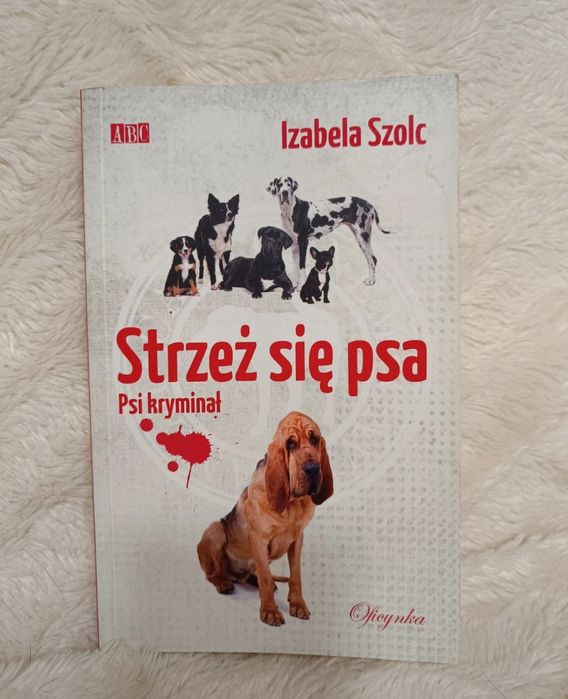 ABC
Izabela Szolc
Strzeż się psa
Psi kryminał
Oficynka